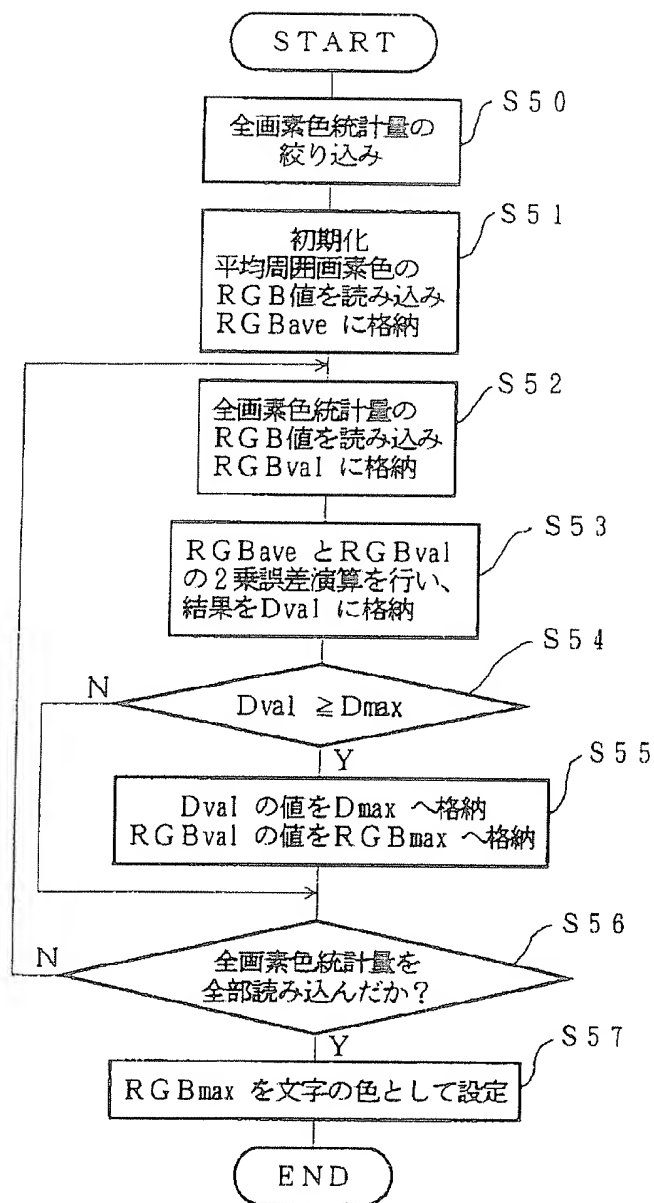 START
S50
全画素色統計量の
絞り込み
S51
初期化
平均周囲画素色の
RGB値を読み込み
RGBave に格納
S52
全画素色統計量の
RGB値を読み込み
RGBval に格納
S53
RGBave とRGBval
の2乗誤差演算を行い、
結果をDval に格納
S54
N
Dval ≧Dmax
Y
S55
Dval の値をDmax へ格納
RGBval の値をRGBmax へ格納
S56
N
全画素色統計量を
全部読み込んだか?
Y
S57
RGBmax を文字の色として設定
END